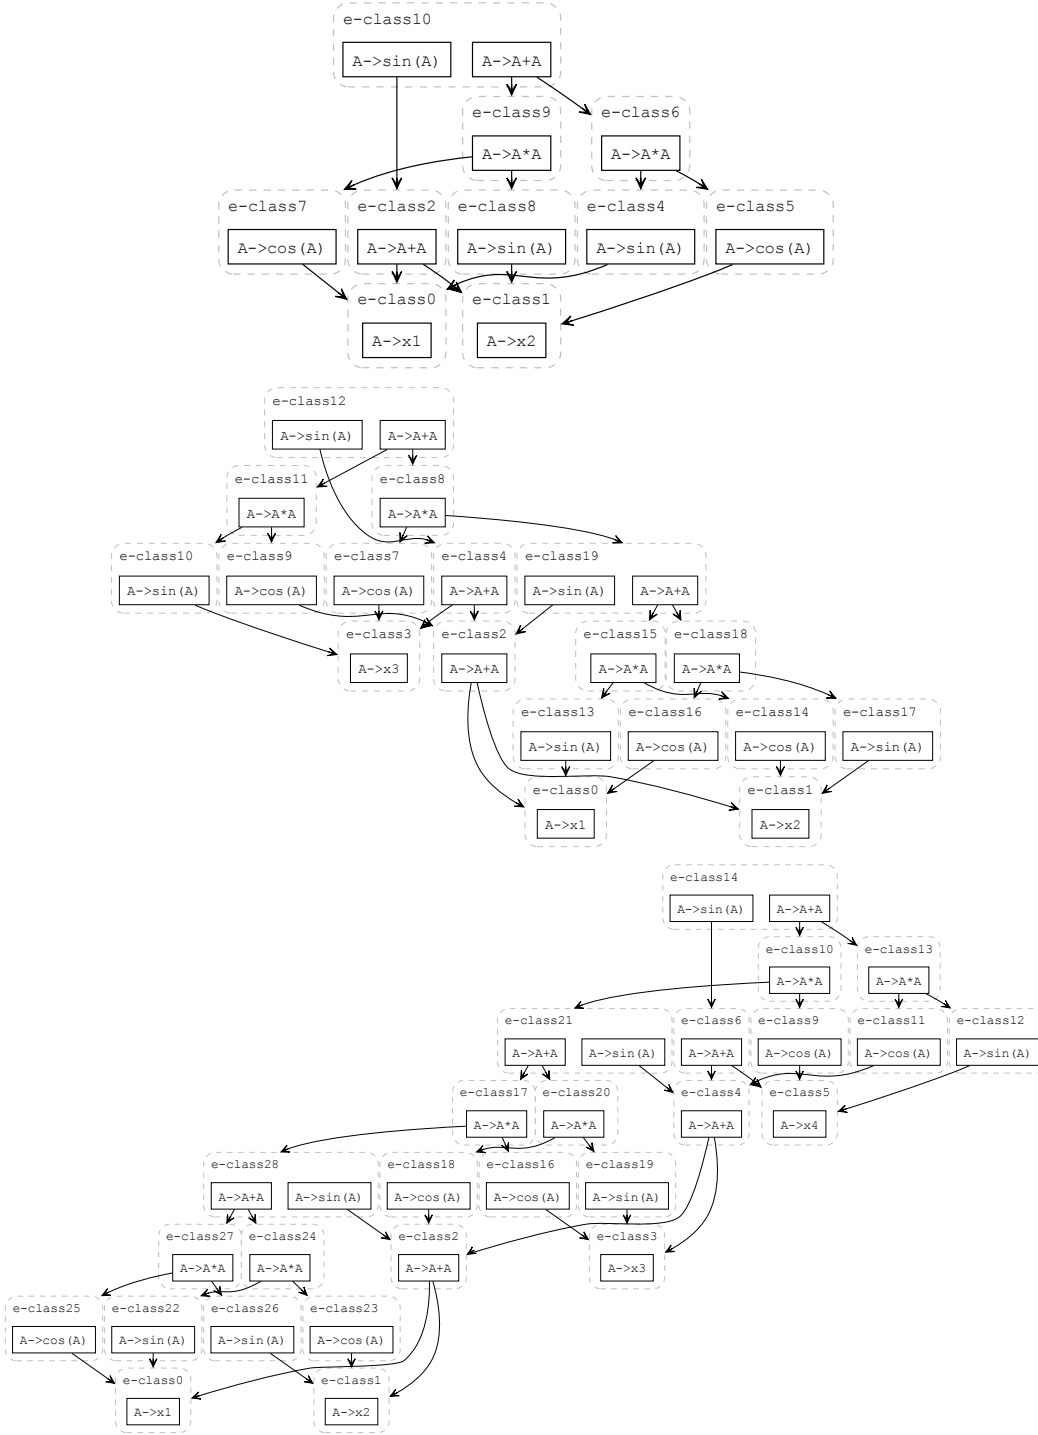 e-class10
A->sin(A) A->A+A
e-class9 e-class6
A->A*A A->A*A
e-class7 e-class2 e-class8 e-class4 e-class5
A->cos(A) A->A+A A->sin(A) A->sin(A) A->cos(A)
e-class0 e-class1
A->x1 A->x2
e-class12
A->sin(A) A->A+A
e-class11 e-class8
A->A*A A->A*A
e-class10 e-class9 e-class7 e-class4 e-class19
A->sin(A) A->cos(A) A->cos(A) A->A+A A->sin(A) A->A+A
e-class3 e-class2 e-class15 e-class18
A->x3 A->A+A A->A*A A->A*A
e-class13 e-class16 e-class14 e-class17
A->sin(A) A->cos(A) A->cos(A) A->sin(A)
e-class0 e-class1
A->x1 A->x2
e-class14
A->sin(A) A->A+A
e-class10 e-class13
A->A*A A->A*A
e-class21 e-class6 e-class9 e-class11 e-class12
A->A+A A->sin(A) A->A+A A->cos(A) A->cos(A) A->sin(A)
e-class17 e-class20 e-class4 e-class5
A->A*A A->A*A A->A+A A->x4
e-class28 e-class18 e-class16 e-class19
A->A+A A->sin(A) A->cos(A) A->cos(A) A->sin(A)
e-class27 e-class24 e-class2 e-class3
A->A*A A->A*A A->A+A A->x3
e-class25 e-class22 e-class26 e-class23
A->cos(A) A->sin(A) A->sin(A) A->cos(A)
e-class0 e-class1
A->x1 A->x2